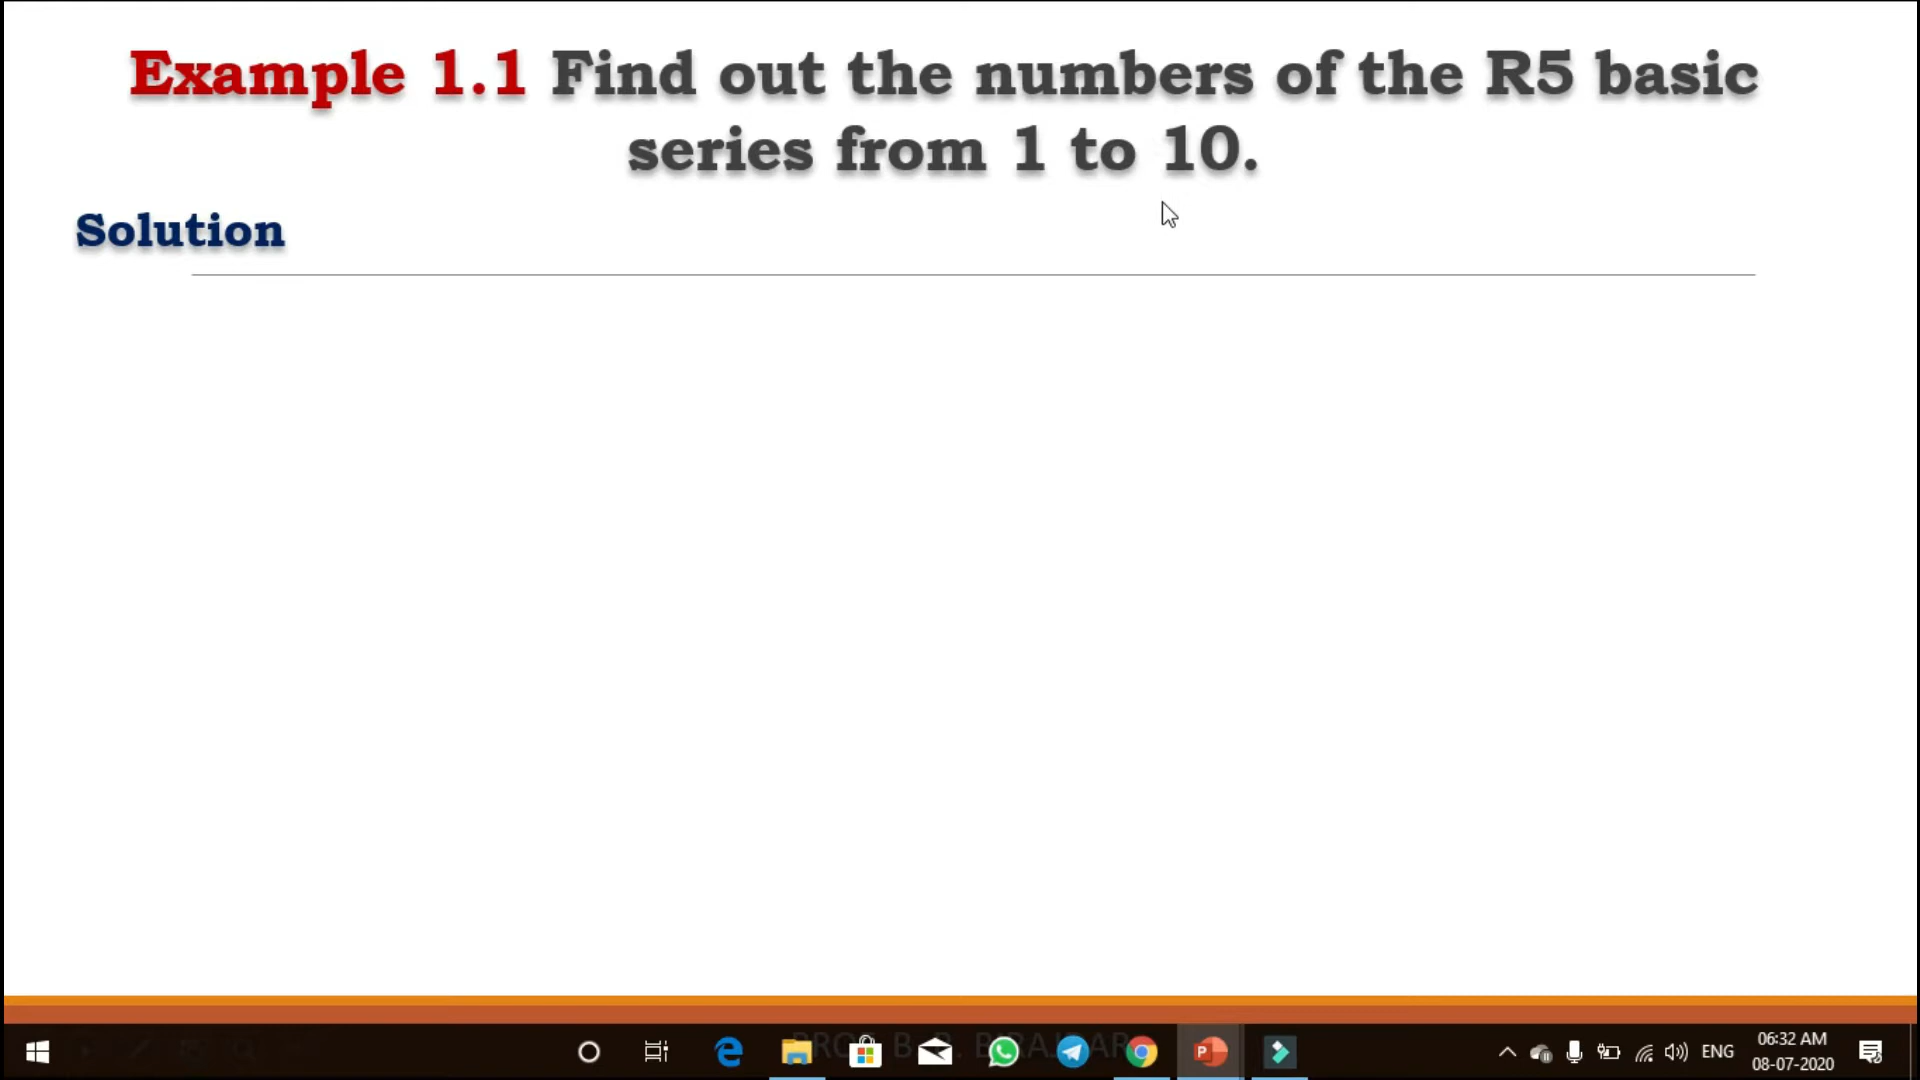 Example 1.1 Find out the numbers of the R5 basic
series from 1 to 10.
Solution
ENG
06:32 AM
08-07-2020